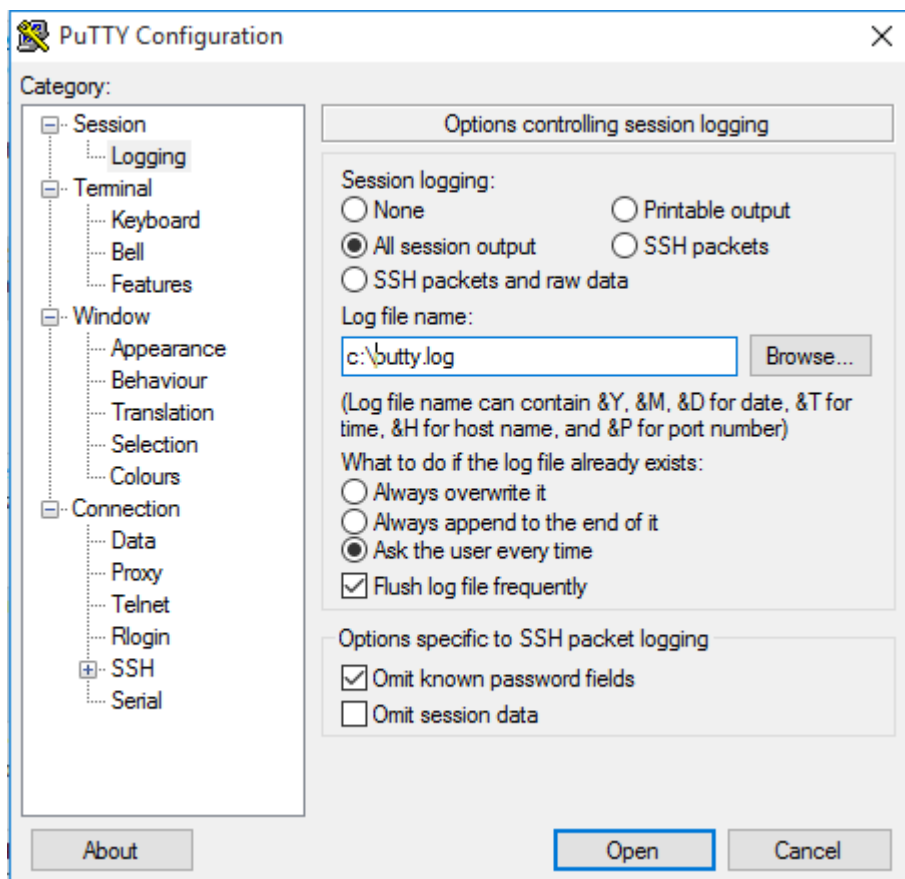 PuTTY Configuration
Category:
Session
Logging
Terminal
Keyboard
Bell
Features
Window
Appearance
Behaviour
Translation
Selection
Colours
Connection
Data
Proxy
Telnet
Rlogin
SSH
Serial
Options controlling session logging
Session logging:
None Printable output
All session output SSH packets
SSH packets and raw data
Log file name:
c:\putty.log Browse...
(Log file name can contain &Y, &M, &D for date, &T for
time, &H for host name, and &P for port number)
What to do if the log file already exists:
Always overwrite it
Always append to the end of it
Ask the user every time
Flush log file frequently
Options specific to SSH packet logging
Omit known password fields
Omit session data
About Open Cancel